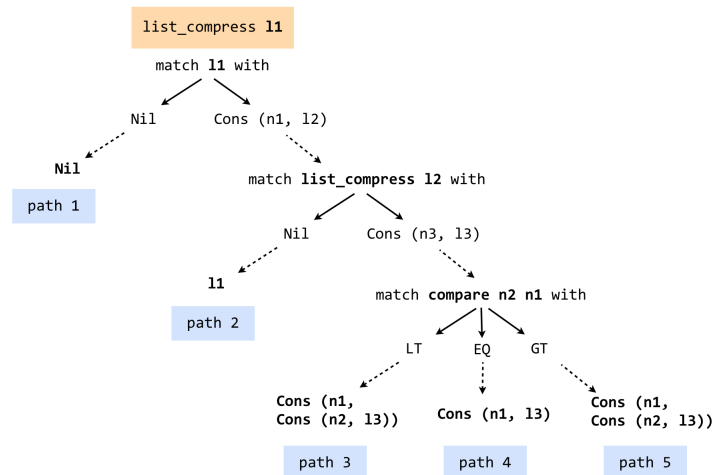 list_compress l1
match l1 with
Nil
Cons (n1, l2)
Nil
path 1
match list_compress l2 with
Nil
Cons (n3, l3)
l1
path 2
match compare n2 n1 with
LT
EQ
GT
Cons (n1,
Cons (n2, l3))
path 3
Cons (n1, l3)
path 4
Cons (n1,
Cons (n2, l3))
path 5